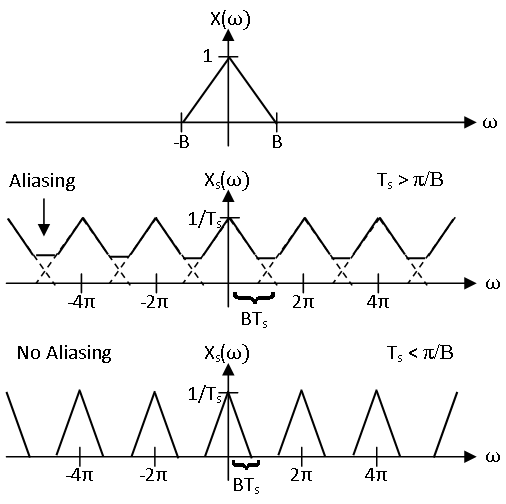 X(ω)
1
-B B ω
Aliasing Xs(ω) Ts > π/B
1/Ts
-4π -2π 2π 4π ω
BTs
No Aliasing Xs(ω) Ts < π/B
1/Ts
-4π -2π 2π 4π ω
BTs